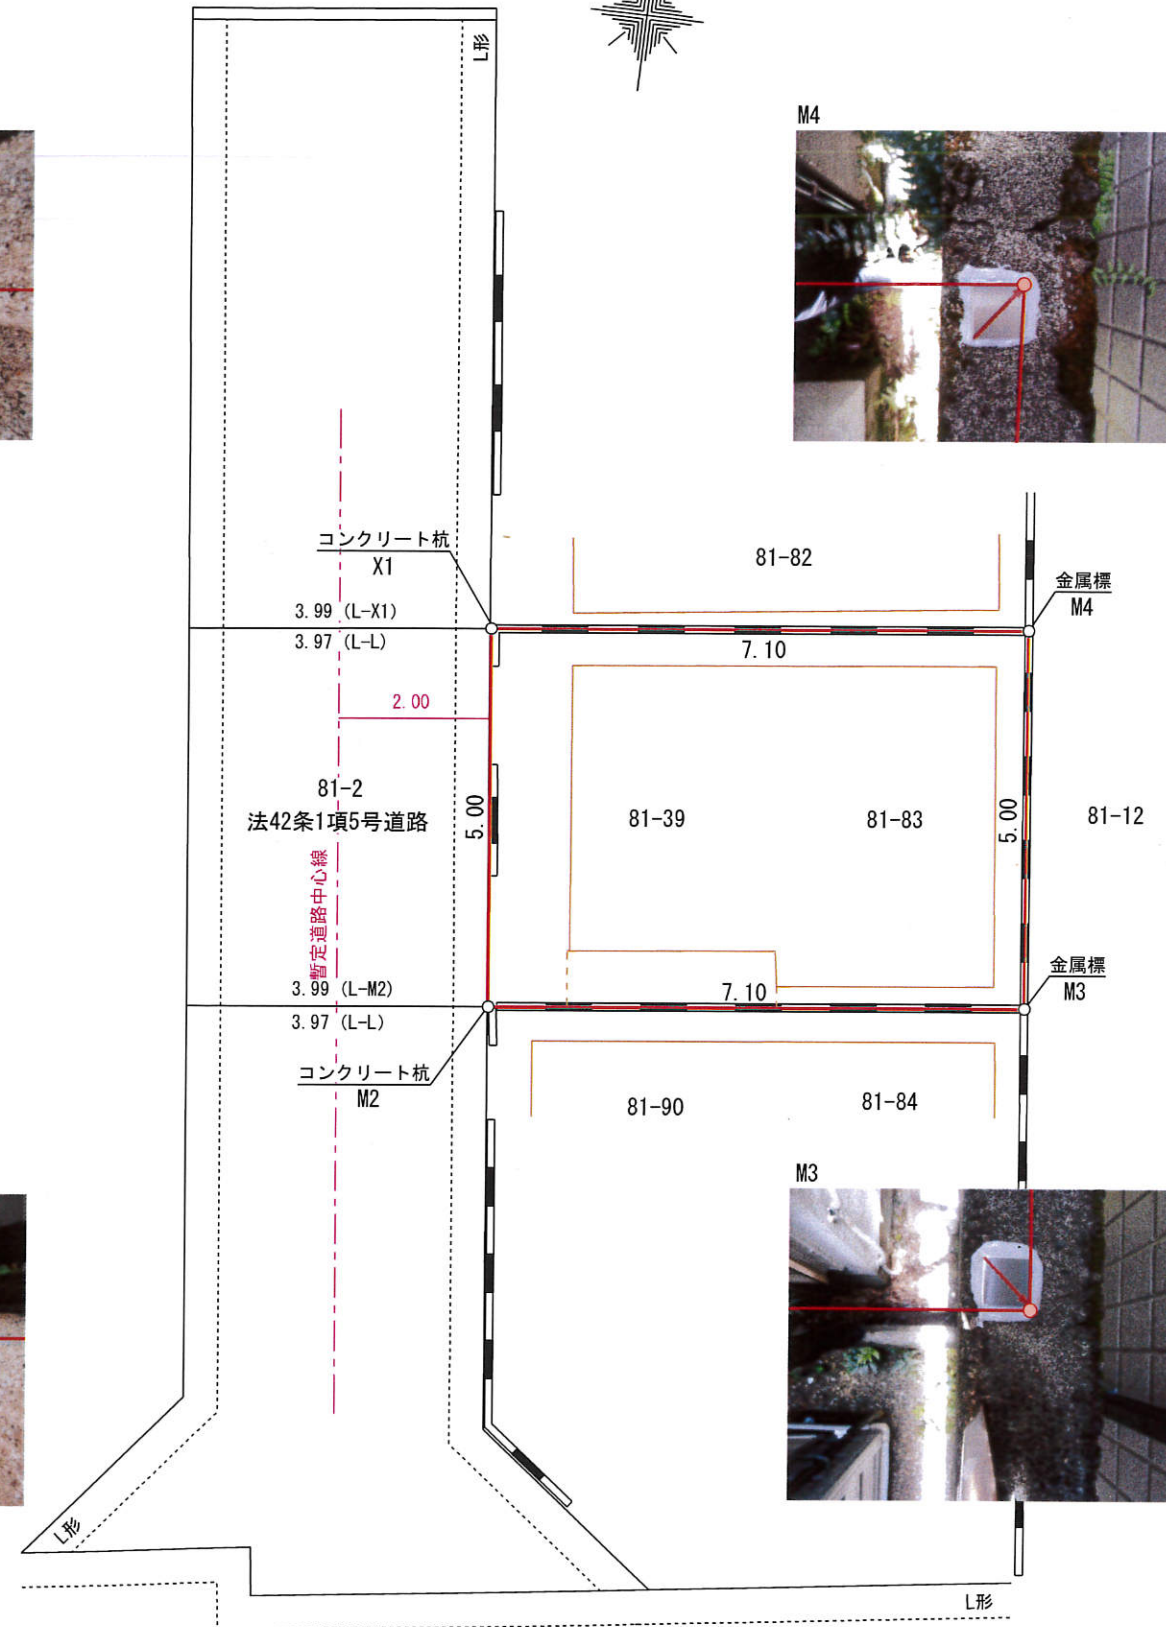 L形
M4
コンクリート杭
X1
81-82
金属標
M4
3.99 (L-X1)
3.97 (L-L)
7.10
2.00
81-2
法42条1項5号道路
5.00
81-39
81-83
5.00
81-12
暫定道路中心線
3.99 (L-M2)
3.97 (L-L)
7.10
金属標
M3
コンクリート杭
M2
81-90
81-84
M3
L形
L形